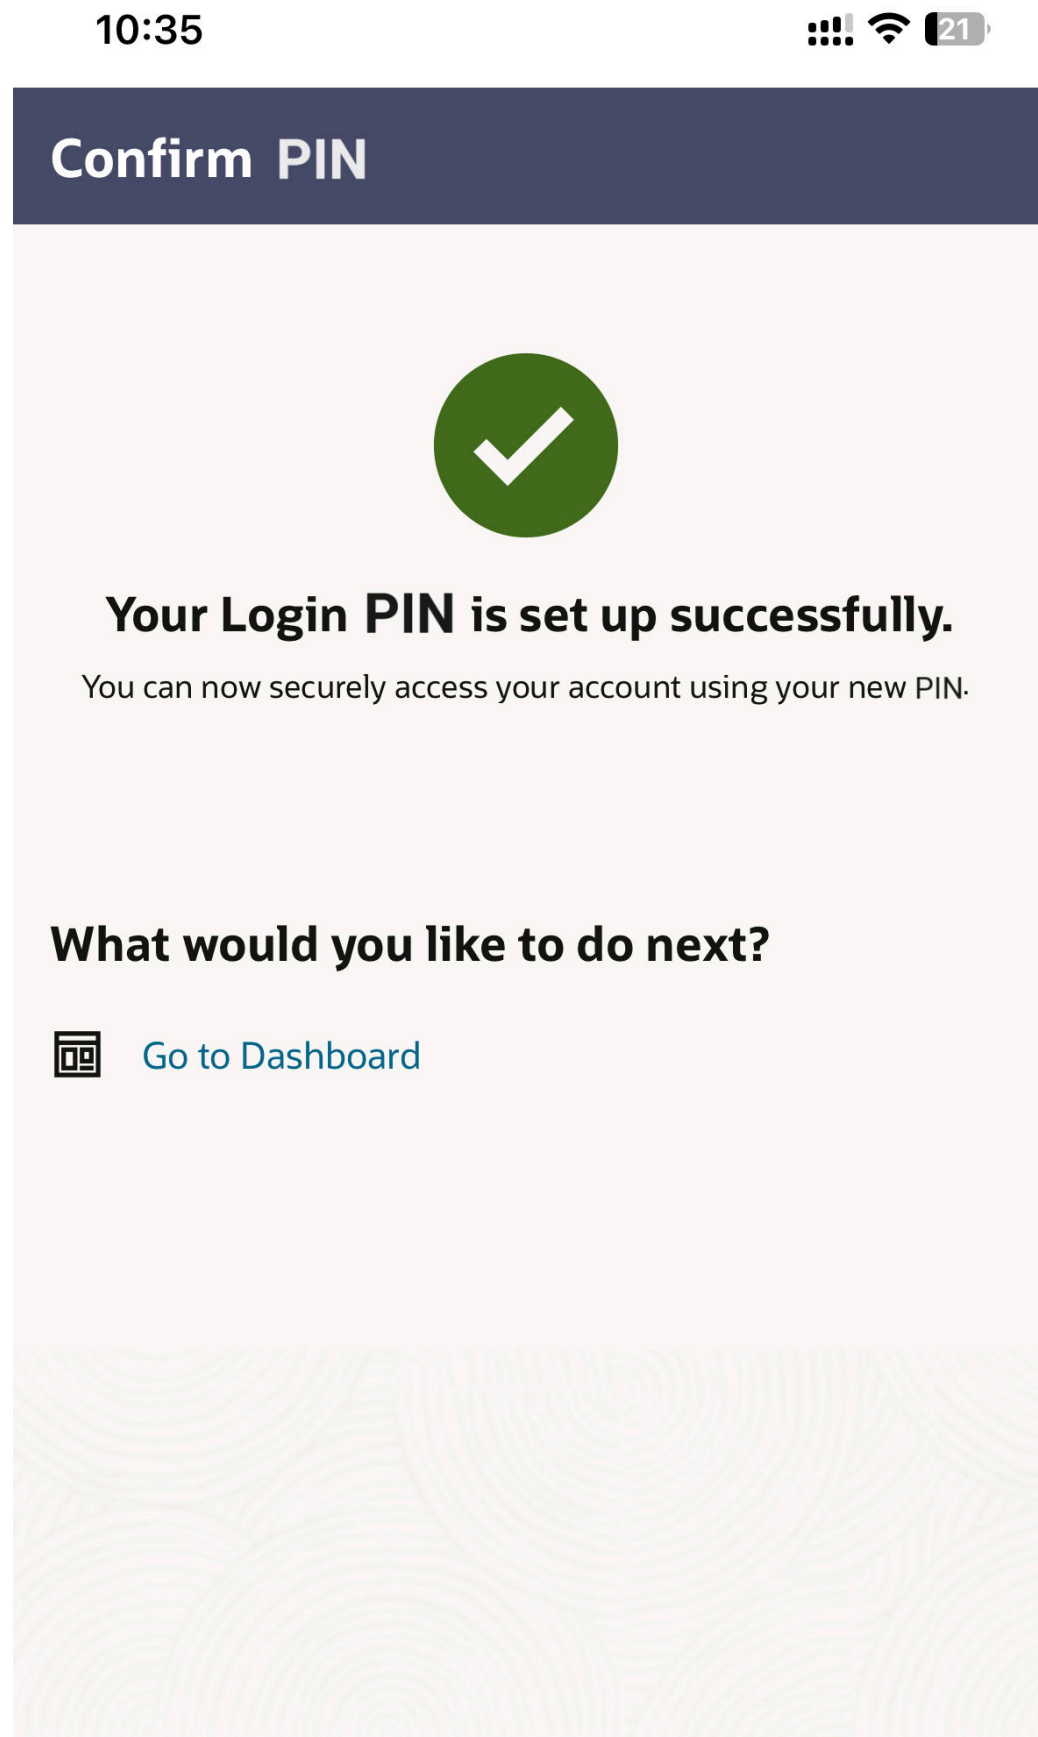 10:35 21
Confirm PIN
Your Login PIN is set up successfully.
You can now securely access your account using your new PIN.
What would you like to do next?
Go to Dashboard